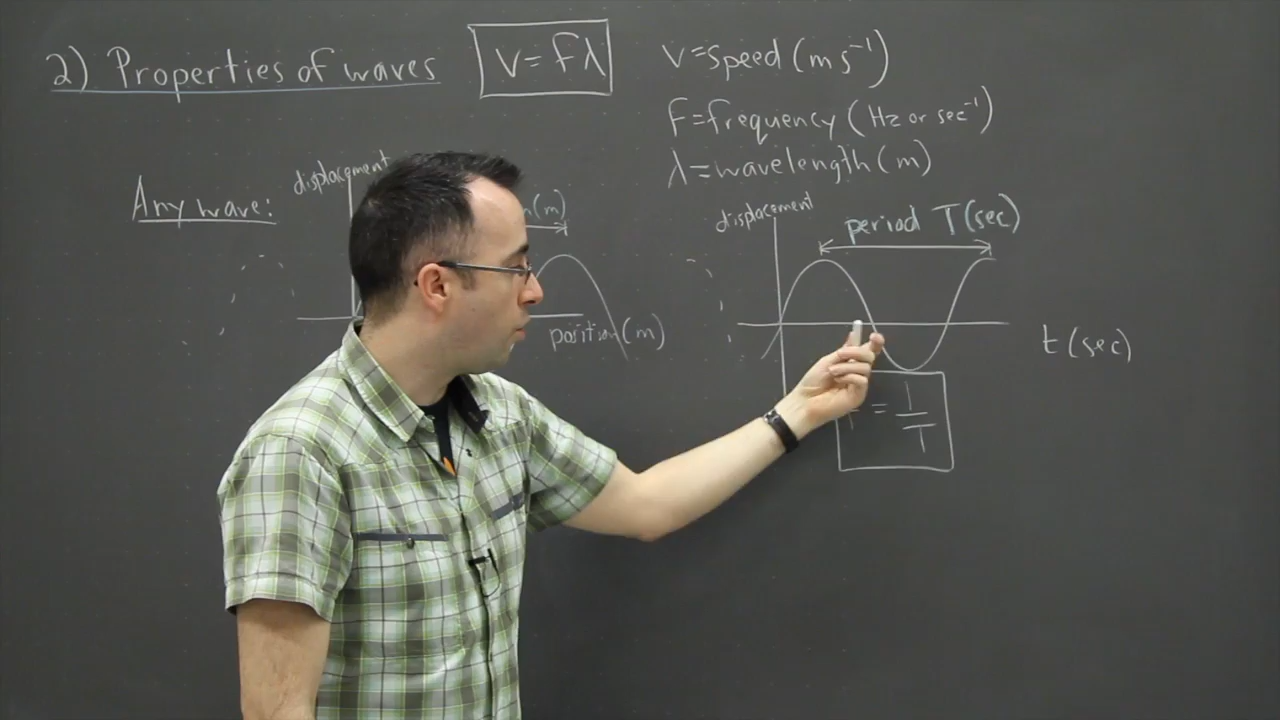 2) Properties of waves
v = fλ
v = speed (m s⁻¹)
f = frequency (Hz or sec⁻¹)
λ = wavelength (m)
Any wave:
displacement
(m)
position (m)
displacement
period T (sec)
t (sec)
= 1/T